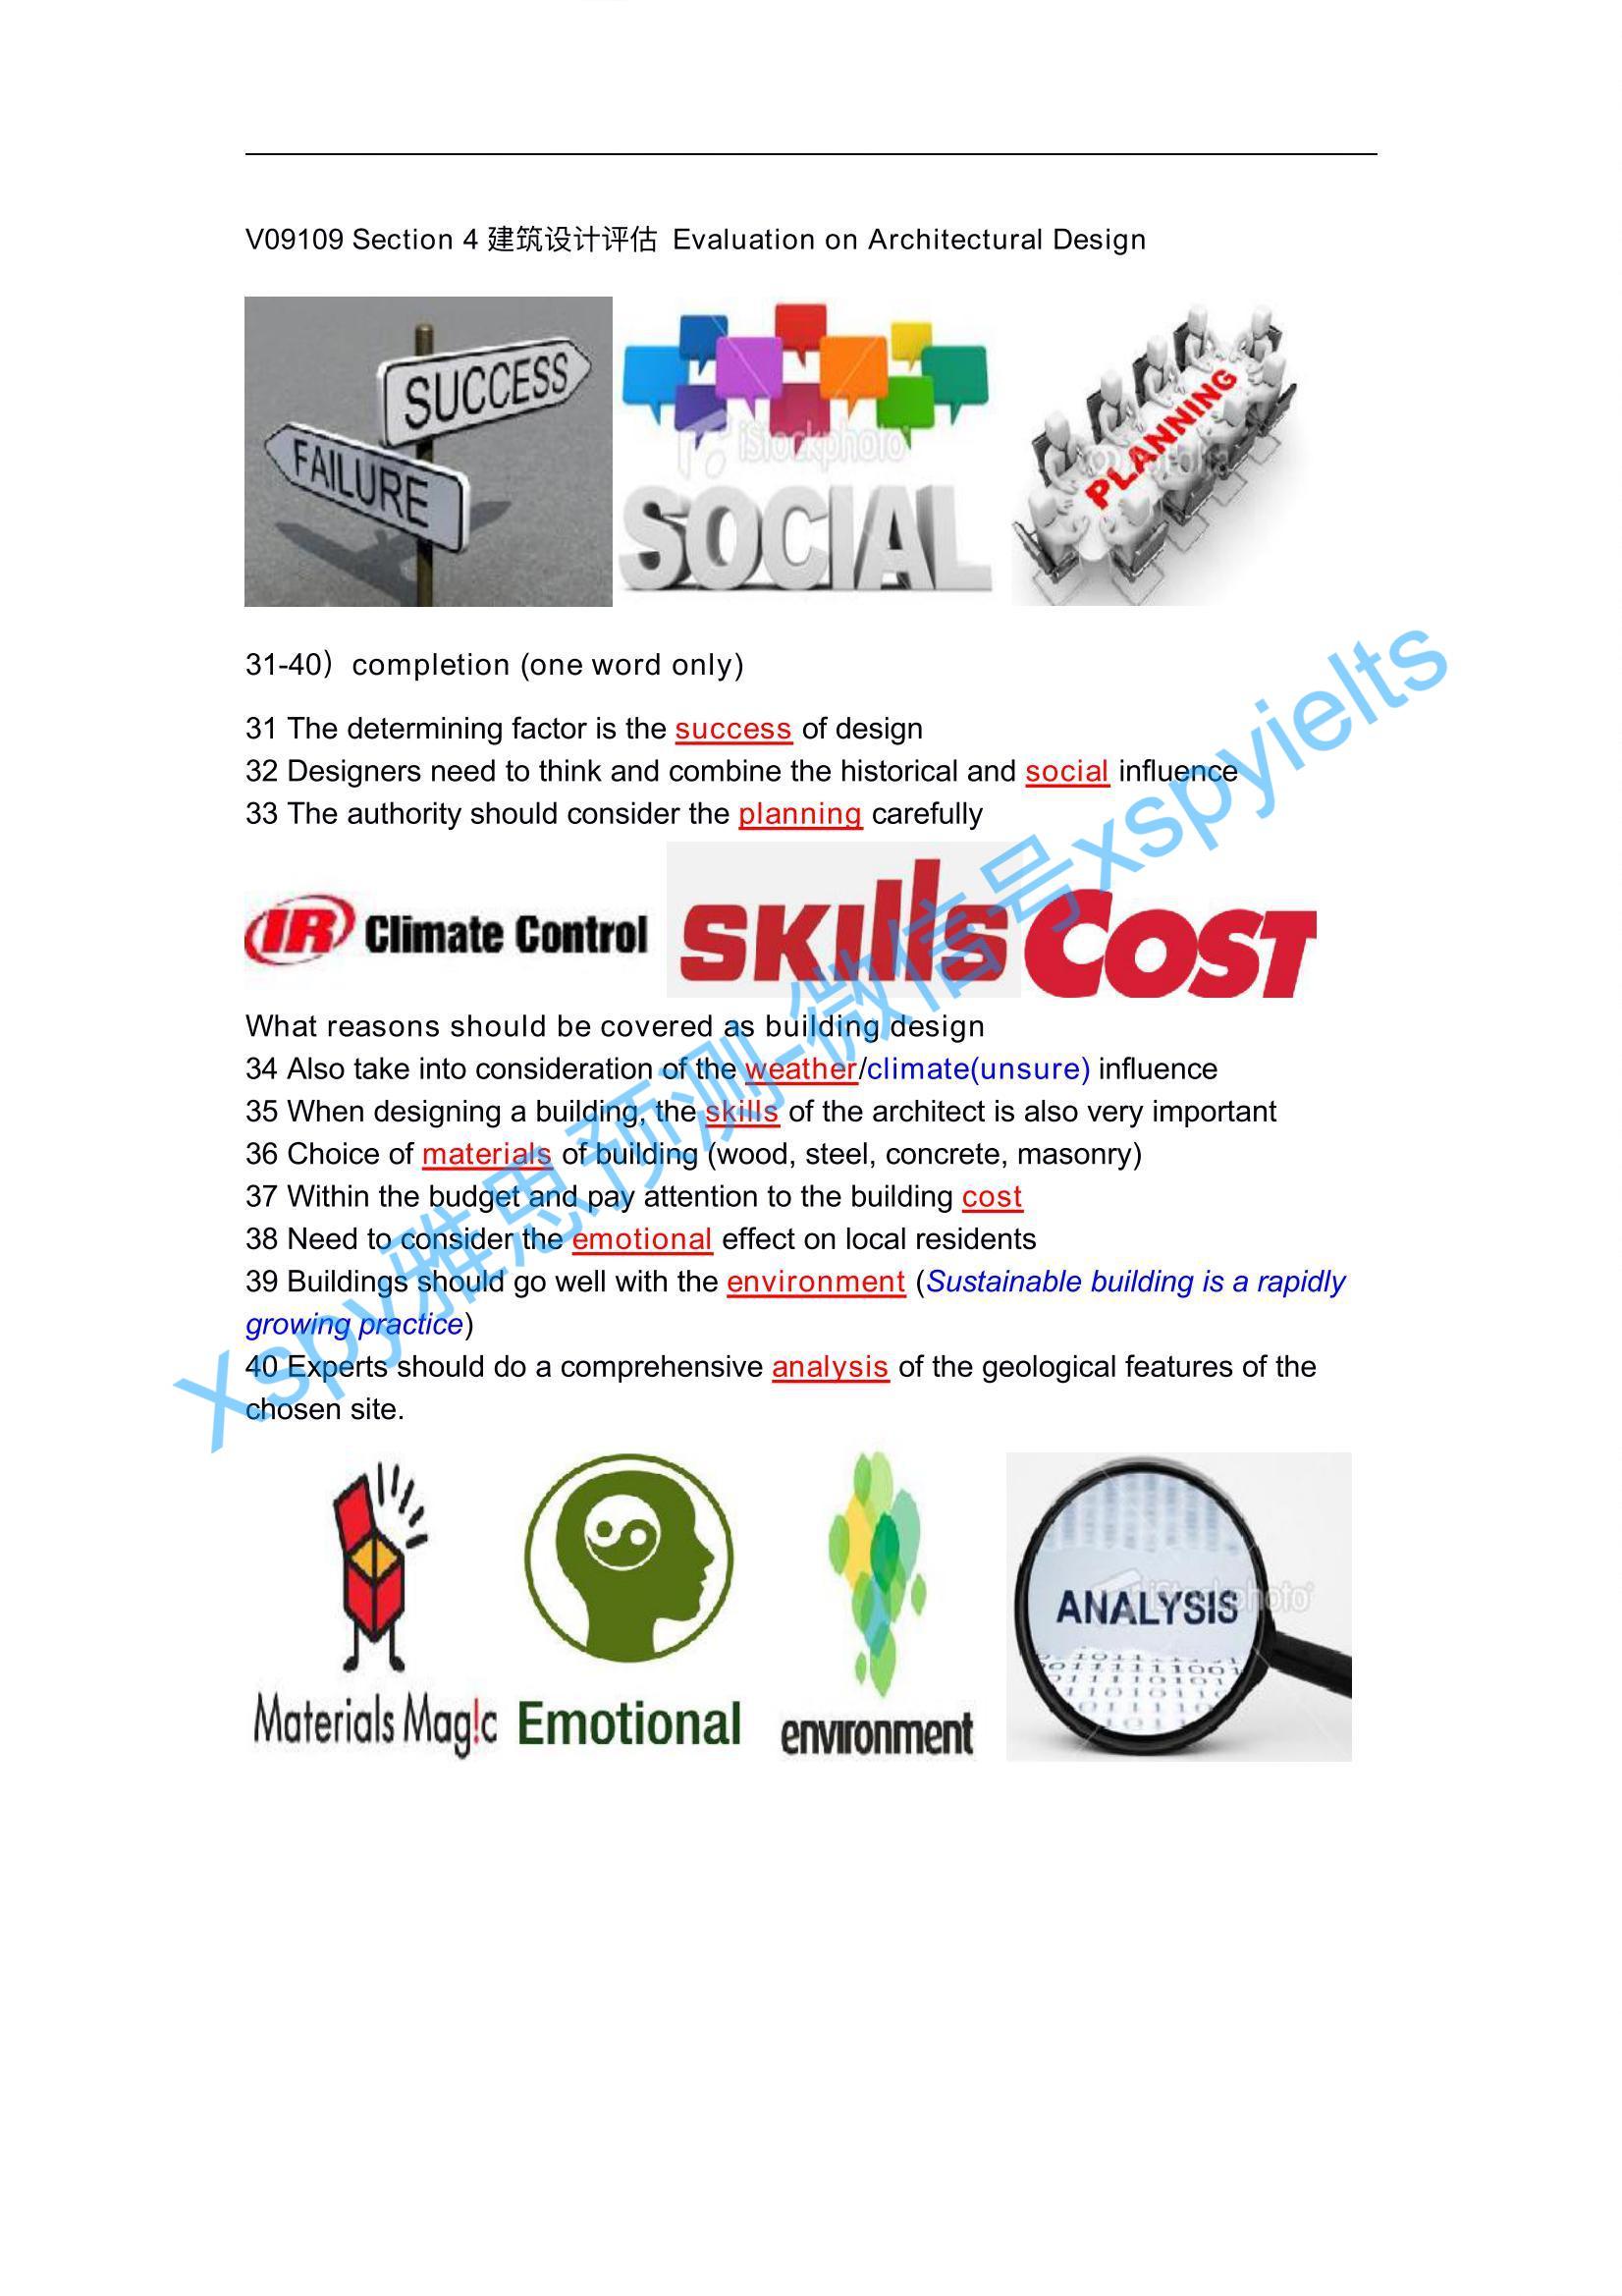 V09109 Section 4 建筑设计评估 Evaluation on Architectural Design
SUCCESS
FAILURE
iStockphoto
SOCIAL
PLANNING
31-40）completion (one word only)
31 The determining factor is the success of design
32 Designers need to think and combine the historical and social influence
33 The authority should consider the planning carefully
IR Climate Control
SKILLS
COST
What reasons should be covered as building design
34 Also take into consideration of the weather/climate(unsure) influence
35 When designing a building, the skills of the architect is also very important
36 Choice of materials of building (wood, steel, concrete, masonry)
37 Within the budget and pay attention to the building cost
38 Need to consider the emotional effect on local residents
39 Buildings should go well with the environment (Sustainable building is a rapidly
growing practice)
40 Experts should do a comprehensive analysis of the geological features of the
chosen site.
Materials Mag!c
Emotional
environment
iStockphoto
ANALYSIS
xspy雅思预测-微信号xspyielts